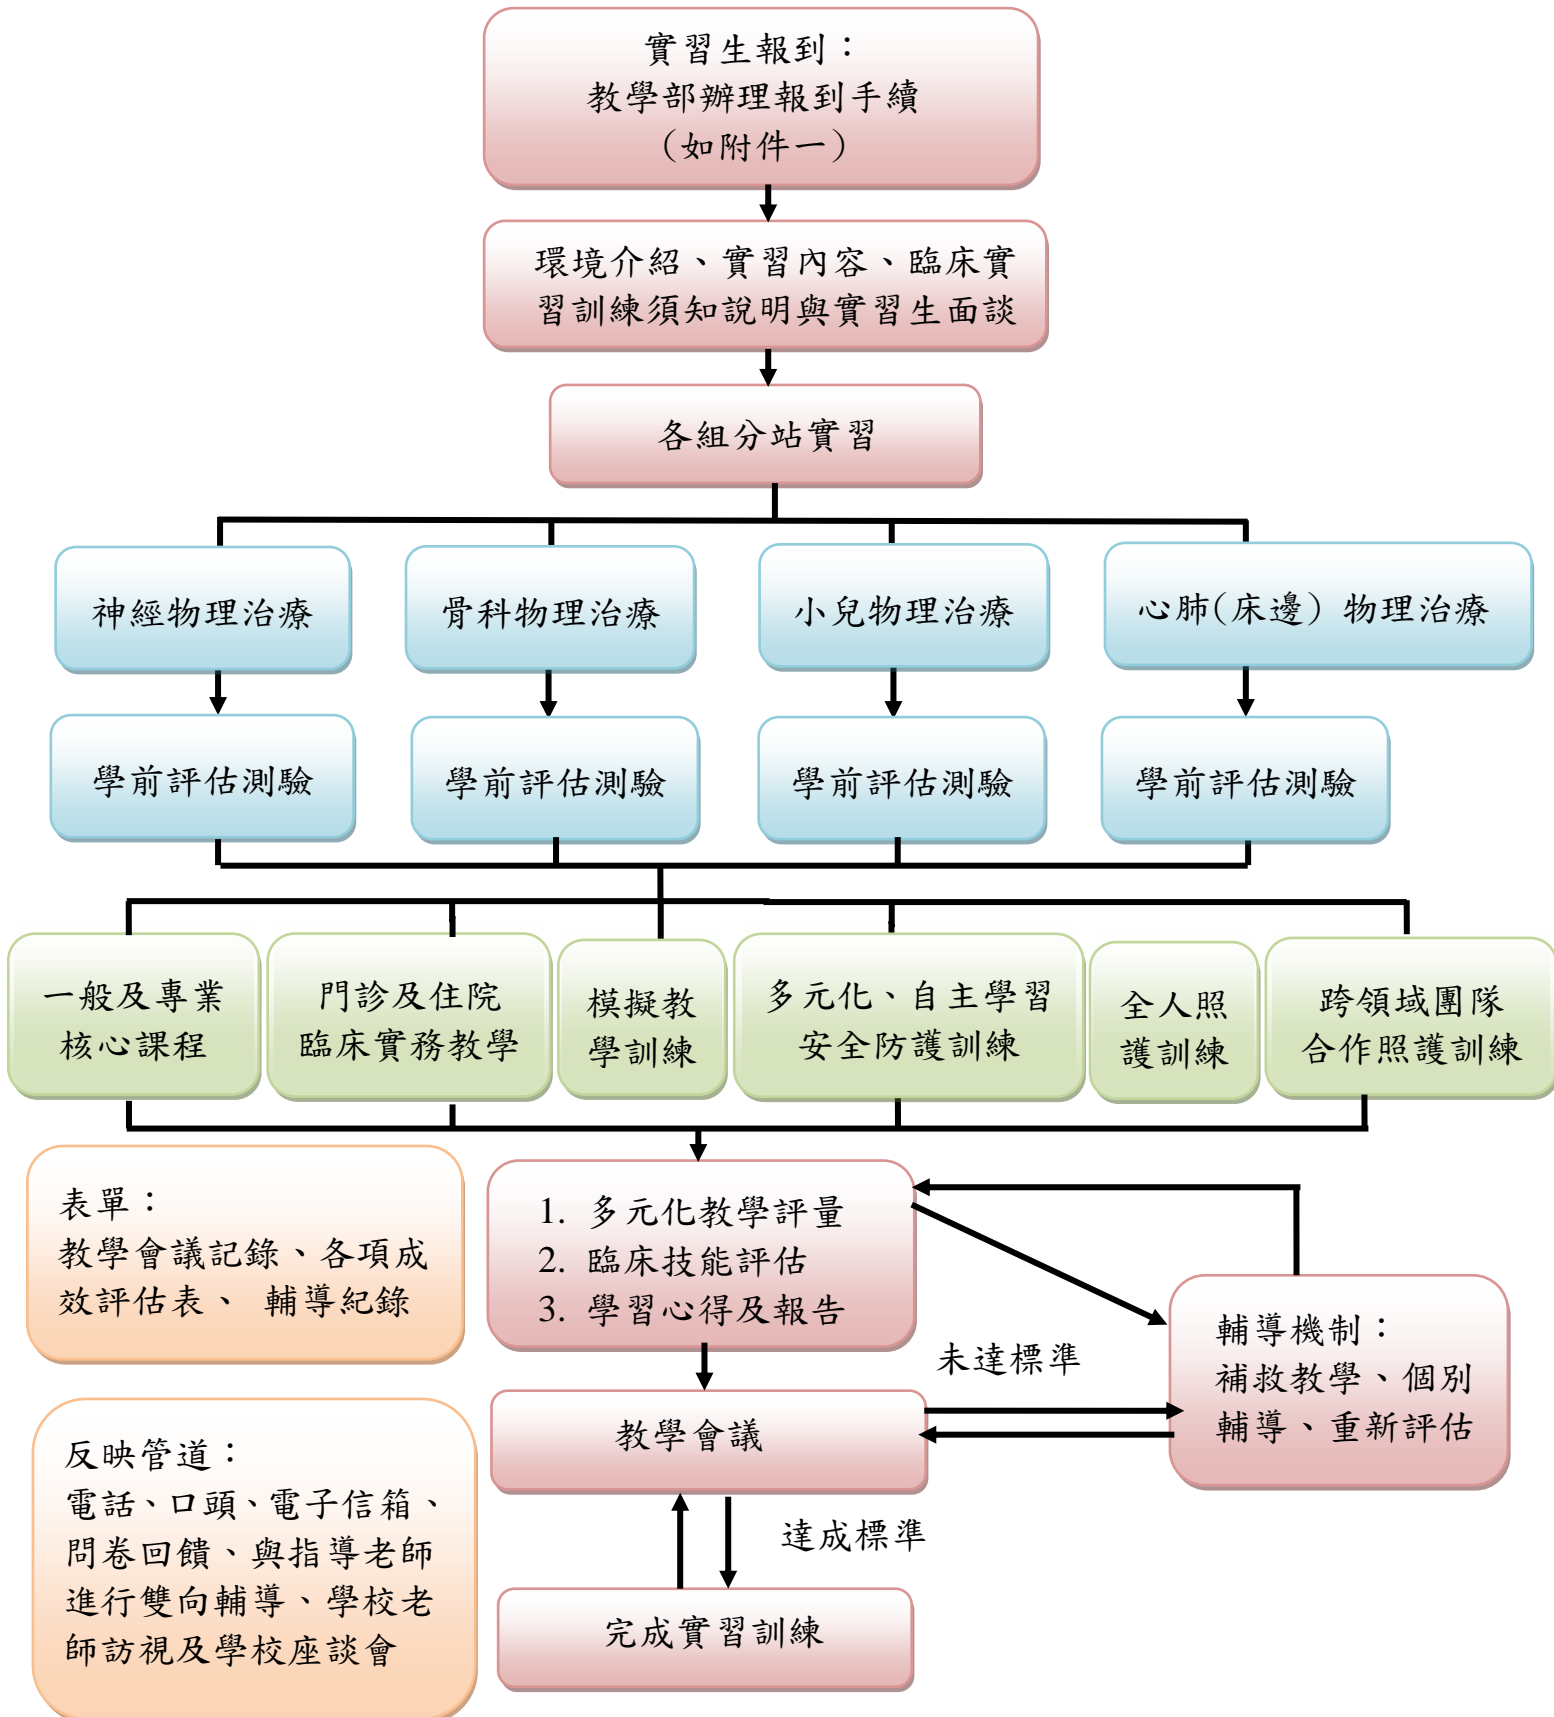 實習生報到：
教學部辦理報到手續
（如附件一）
環境介紹、實習內容、臨床實
習訓練須知說明與實習生面談
各組分站實習
神經物理治療
骨科物理治療
小兒物理治療
心肺(床邊) 物理治療
學前評估測驗
學前評估測驗
學前評估測驗
學前評估測驗
一般及專業
核心課程
門診及住院
臨床實務教學
模擬教
學訓練
多元化、自主學習
安全防護訓練
全人照
護訓練
跨領域團隊
合作照護訓練
表單：
教學會議記錄、各項成
效評估表、 輔導紀錄
1. 多元化教學評量
2. 臨床技能評估
3. 學習心得及報告
輔導機制：
補救教學、個別
輔導、重新評估
未達標準
教學會議
反映管道：
電話、口頭、電子信箱、
問卷回饋、與指導老師
進行雙向輔導、學校老
師訪視及學校座談會
達成標準
完成實習訓練